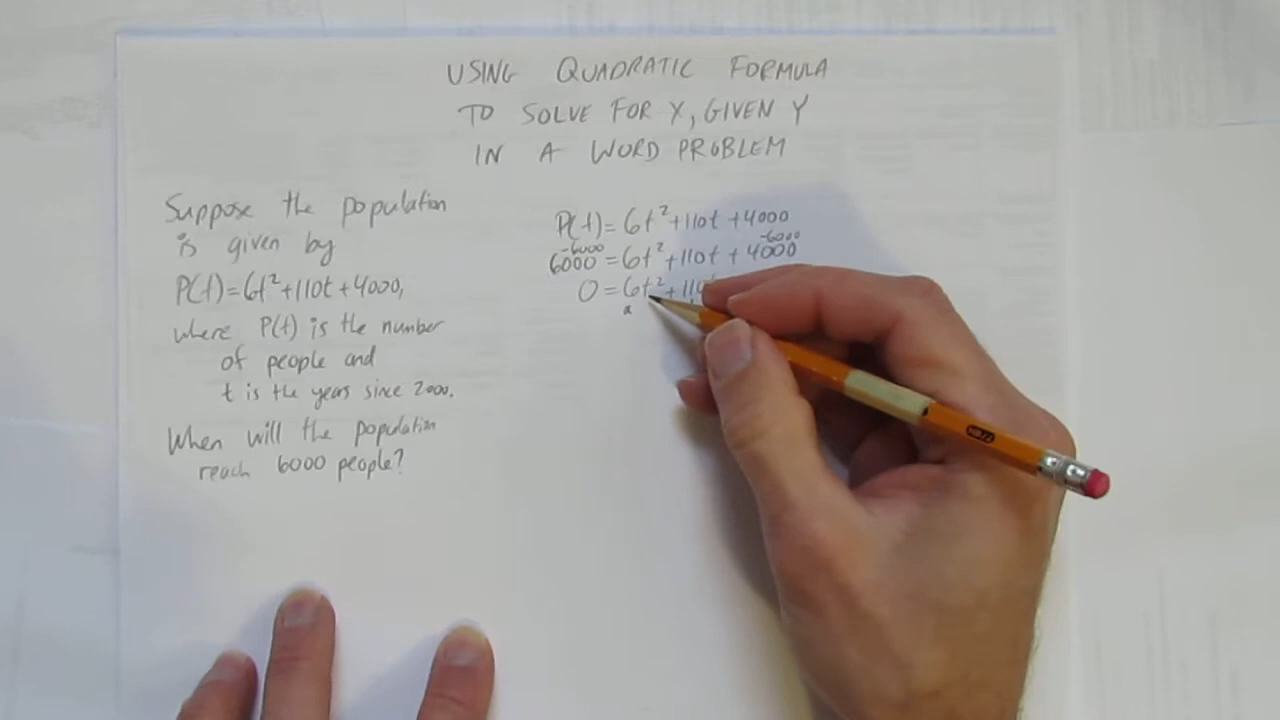 USING QUADRATIC FORMULA
TO SOLVE FOR X, GIVEN Y
IN A WORD PROBLEM
Suppose the population
is given by
P(t)=6t²+110t+4000,
where P(t) is the number
of people and
t is the years since 2000.
When will the population
reach 6000 people?
P(t)=6t²+110t+4000
-6000 -6000
6000=6t²+110t+4000
0=6t²+110
a